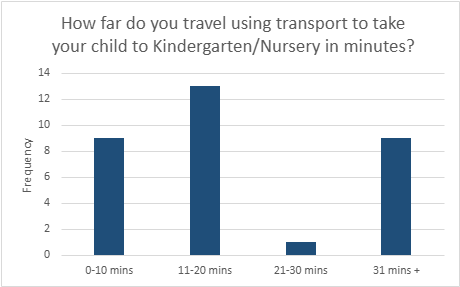 How far do you travel using transport to take
your child to Kindergarten/Nursery in minutes?
14
12
10
8
6
4
2
0
Frequency
0-10 mins
11-20 mins
21-30 mins
31 mins +